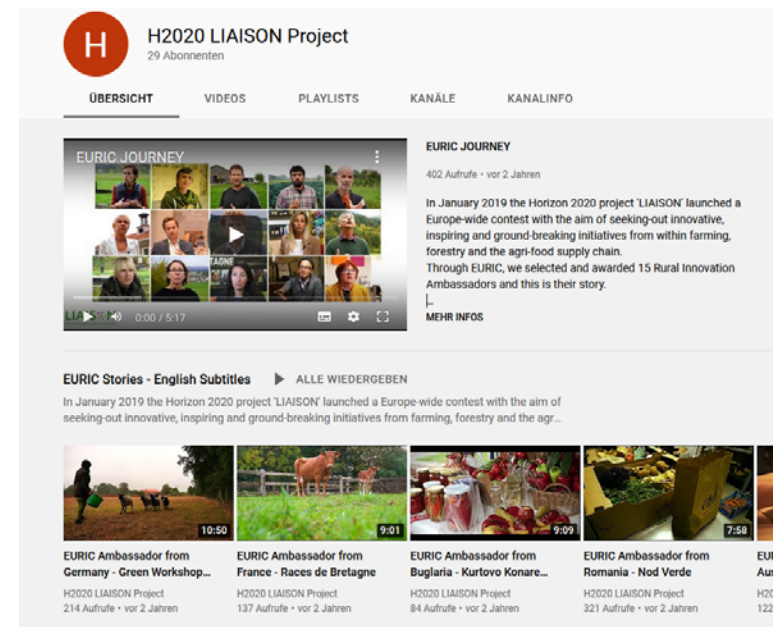 H
H2020 LIAISON Project
29 Abonnenten
ÜBERSICHT VIDEOS PLAYLISTS KANÄLE KANALINFO
EURIC JOURNEY
TAGNE
LIAISON
0:00 / 5:17
EURIC JOURNEY
402 Aufrufe • vor 2 Jahren
In January 2019 the Horizon 2020 project 'LIAISON' launched a
Europe-wide contest with the aim of seeking-out innovative,
inspiring and ground-breaking initiatives from within farming,
forestry and the agri-food supply chain.
Through EURIC, we selected and awarded 15 Rural Innovation
Ambassadors and this is their story.
...
MEHR INFOS
EURIC Stories - English Subtitles ALLE WIEDERGEBEN
In January 2019 the Horizon 2020 project 'LIAISON' launched a Europe-wide contest with the aim of
seeking-out innovative, inspiring and ground-breaking initiatives from farming, forestry and the agr...
10:50
9:01
9:09
7:58
EURIC Ambassador from
Germany - Green Workshop...
H2020 LIAISON Project
214 Aufrufe • vor 2 Jahren
EURIC Ambassador from
France - Races de Bretagne
H2020 LIAISON Project
137 Aufrufe • vor 2 Jahren
EURIC Ambassador from
Buglaria - Kurtovo Konare...
H2020 LIAISON Project
84 Aufrufe • vor 2 Jahren
EURIC Ambassador from
Romania - Nod Verde
H2020 LIAISON Project
321 Aufrufe • vor 2 Jahren
EU
Aus
H20
122